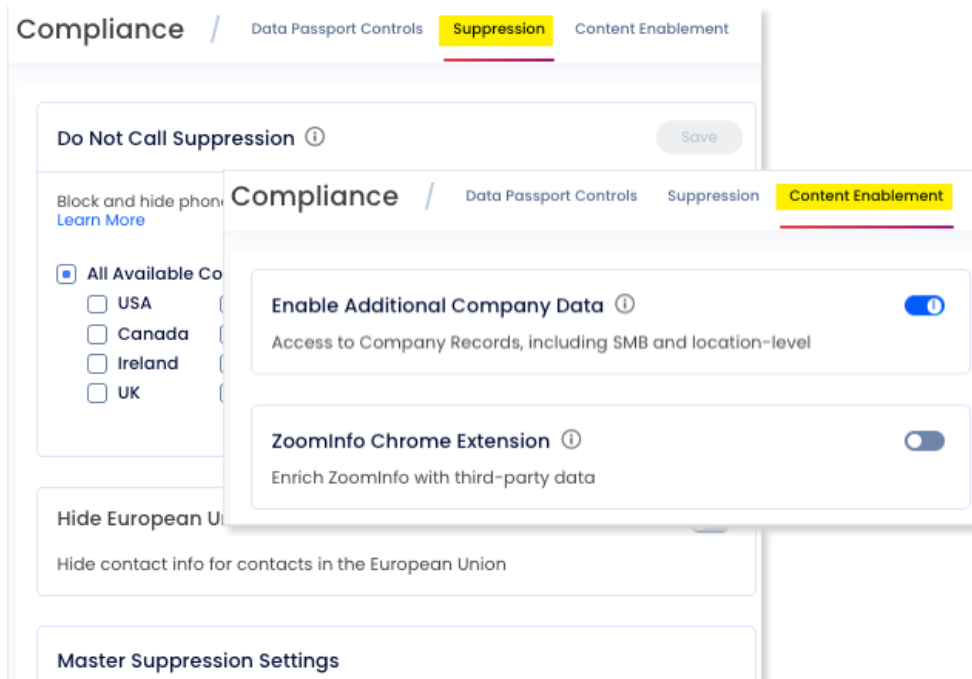 Compliance / Data Passport Controls Suppression Content Enablement
Do Not Call Suppression
Save
Block and hide phon
Learn More
All Available Co
USA
Canada
Ireland
UK
Hide European U
Hide contact info for contacts in the European Union
Master Suppression Settings
Compliance / Data Passport Controls Suppression Content Enablement
Enable Additional Company Data
Access to Company Records, including SMB and location-level
ZoomInfo Chrome Extension
Enrich ZoomInfo with third-party data